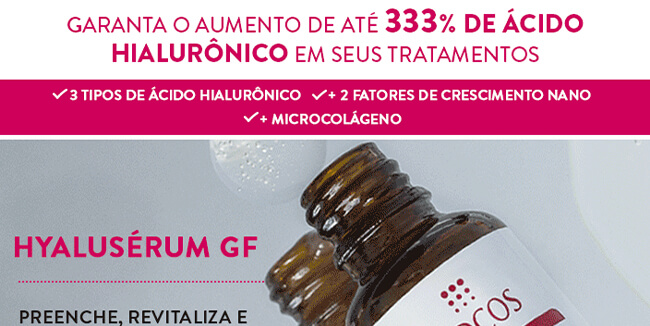 GARANTA O AUMENTO DE ATÉ 333% DE ÁCIDO
HIALURÔNICO EM SEUS TRATAMENTOS
✓3 TIPOS DE ÁCIDO HIALURÔNICO ✓+ 2 FATORES DE CRESCIMENTO NANO
✓+ MICROCOLÁGENO
HYALUSÉRUM GF
PREENCHE, REVITALIZA E